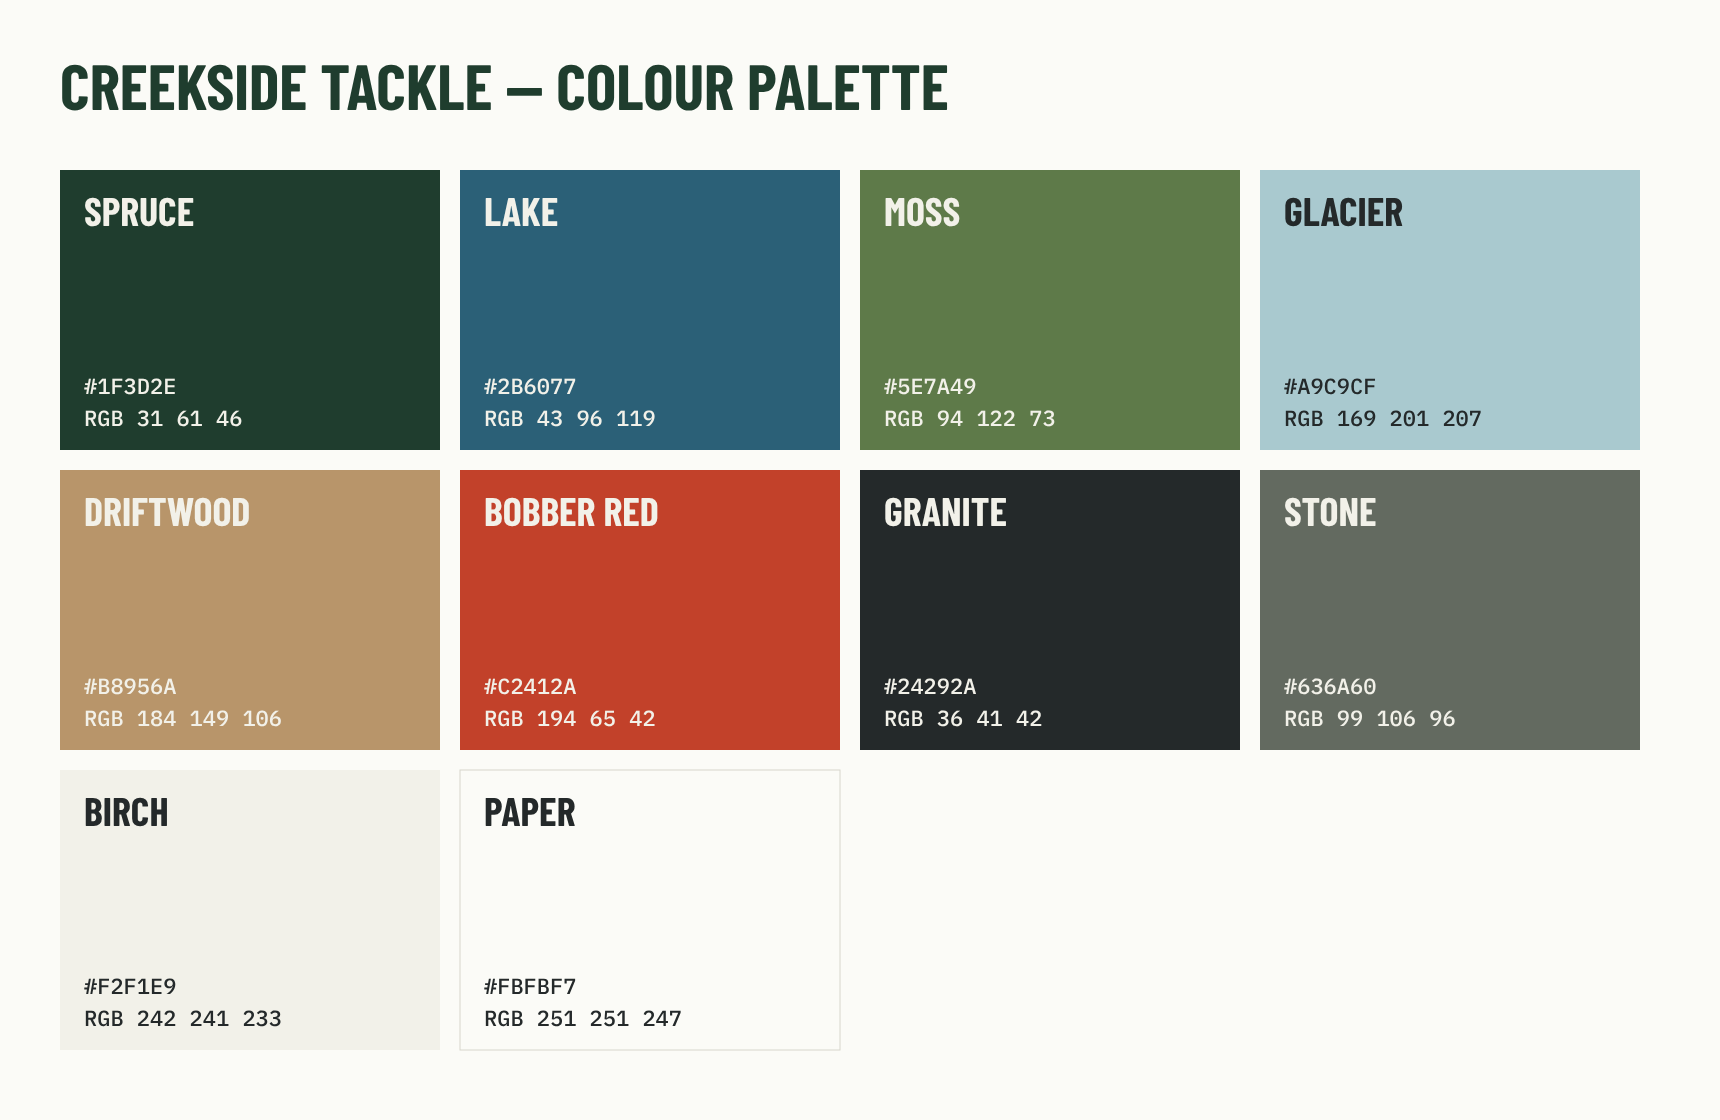 CREEKSIDE TACKLE — COLOUR PALETTE
SPRUCE
#1F3D2E
RGB 31 61 46
LAKE
#2B6077
RGB 43 96 119
MOSS
#5E7A49
RGB 94 122 73
GLACIER
#A9C9CF
RGB 169 201 207
DRIFTWOOD
#B8956A
RGB 184 149 106
BOBBER RED
#C2412A
RGB 194 65 42
GRANITE
#24292A
RGB 36 41 42
STONE
#636A60
RGB 99 106 96
BIRCH
#F2F1E9
RGB 242 241 233
PAPER
#FBFBF7
RGB 251 251 247